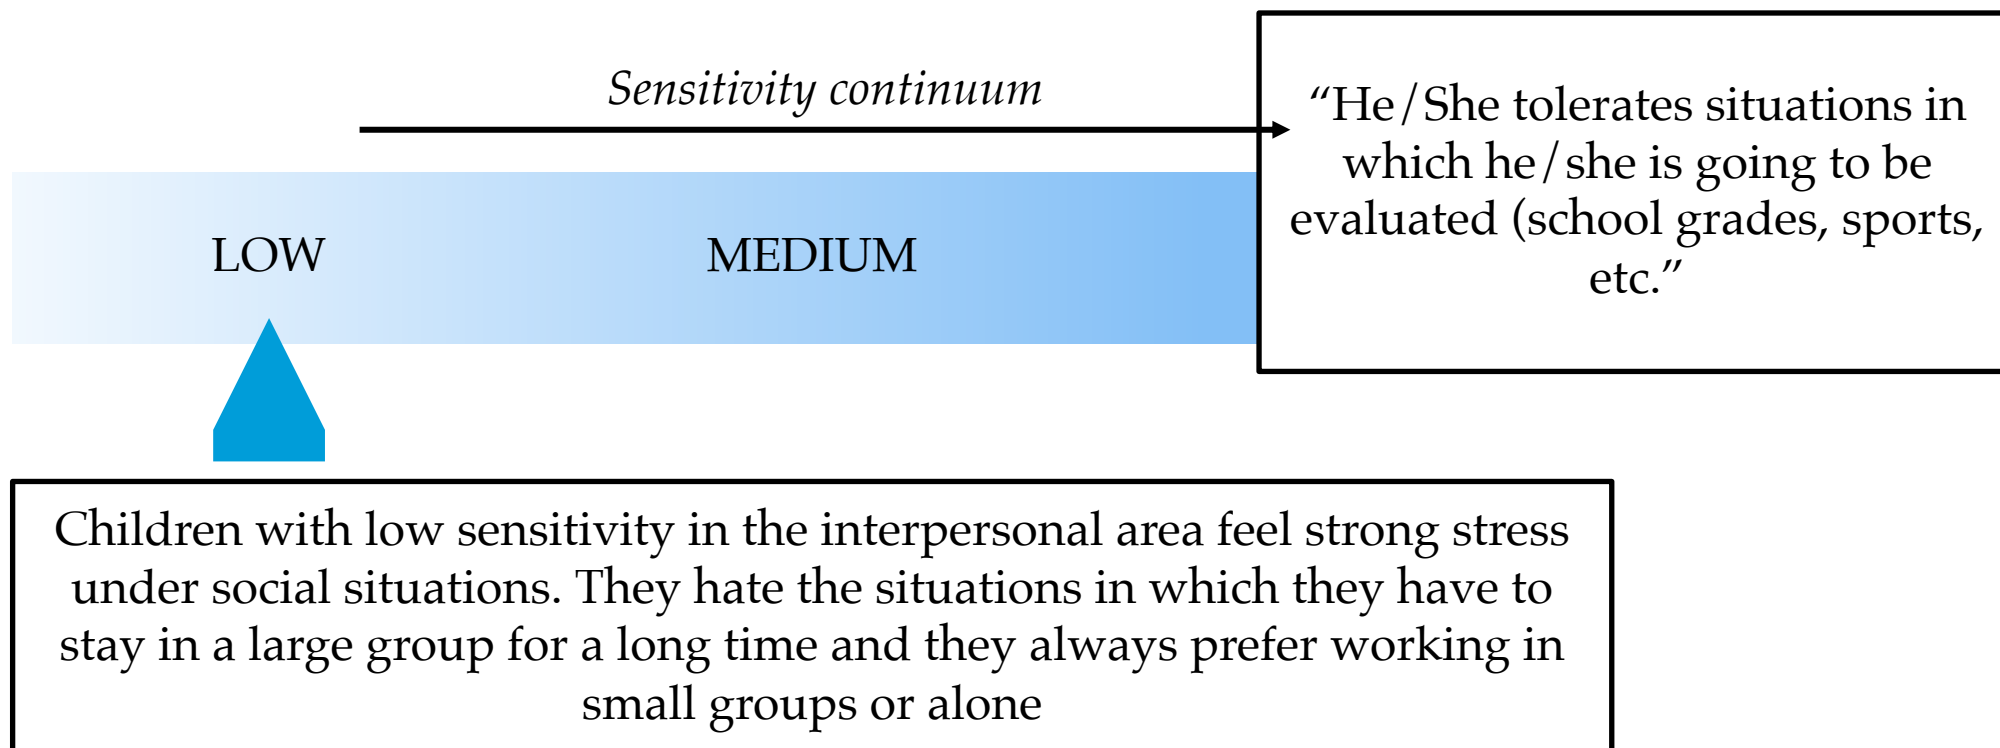 Sensitivity continuum
“He/She tolerates situations in
which he/she is going to be
evaluated (school grades, sports,
etc.”
LOW
MEDIUM
Children with low sensitivity in the interpersonal area feel strong stress
under social situations. They hate the situations in which they have to
stay in a large group for a long time and they always prefer working in
small groups or alone